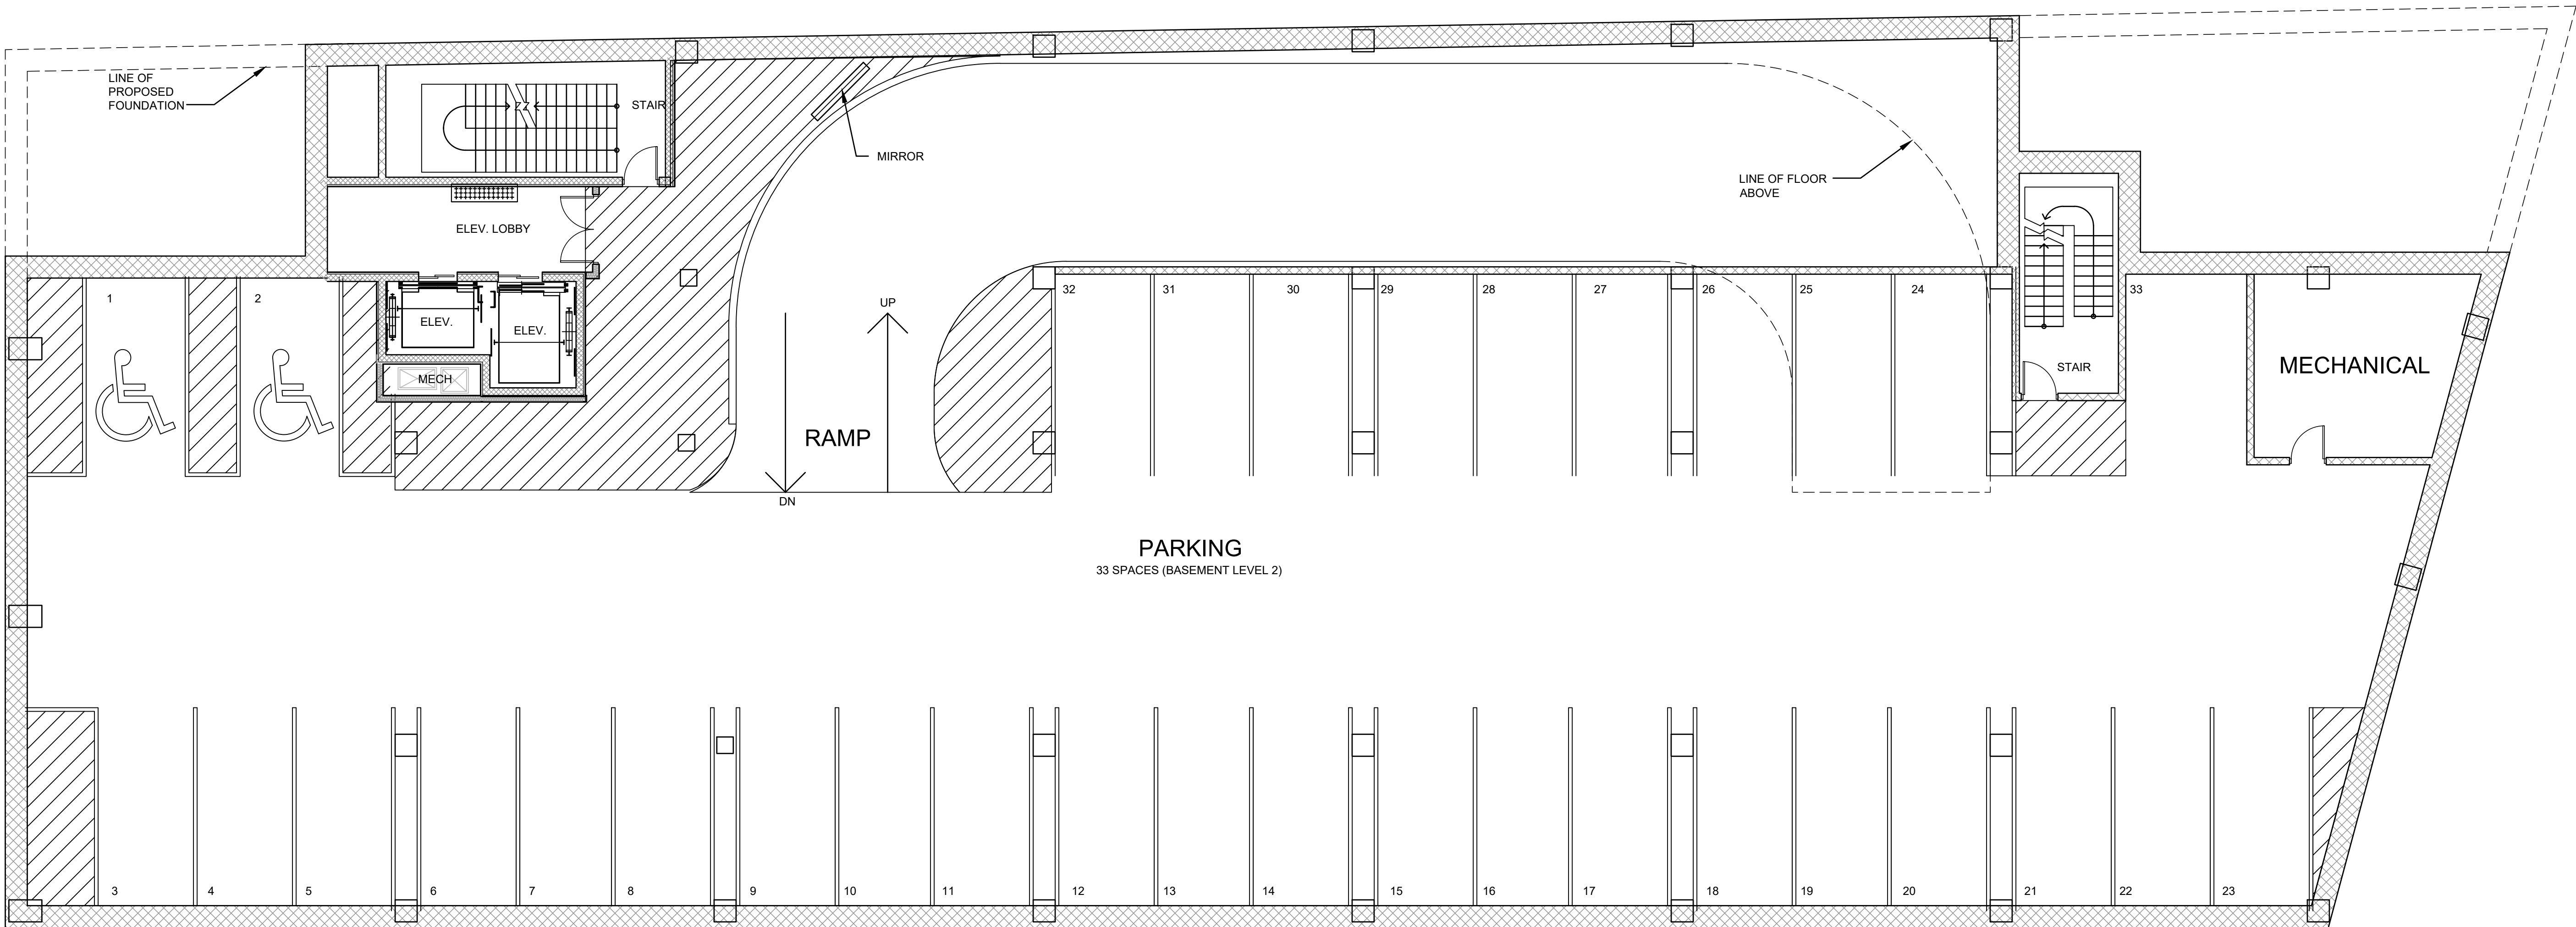 LINE OF
PROPOSED
FOUNDATION
STAIR
MIRROR
LINE OF FLOOR
ABOVE
ELEV. LOBBY
1
2
ELEV.
ELEV.
MECH
UP
RAMP
DN
32
31
30
29
28
27
26
25
24
STAIR
33
MECHANICAL
PARKING
33 SPACES (BASEMENT LEVEL 2)
3
4
5
6
7
8
9
10
11
12
13
14
15
16
17
18
19
20
21
22
23